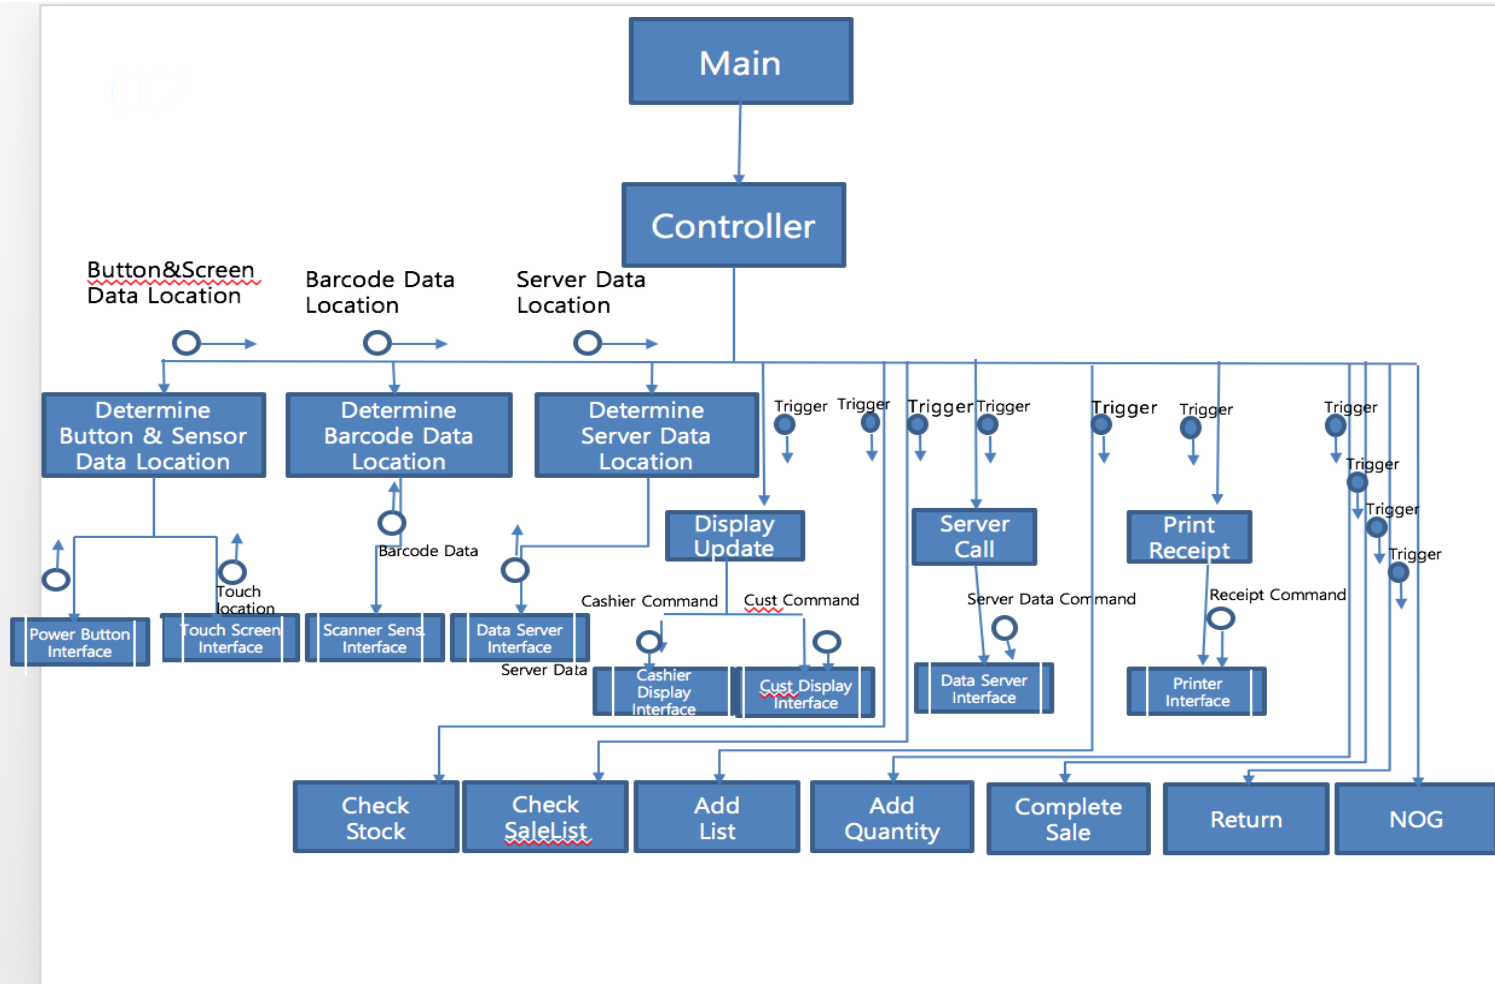 Main
Controller
Button&Screen
Data Location
Barcode Data
Location
Server Data
Location
Determine
Button & Sensor
Data Location
Determine
Barcode Data
Location
Determine
Server Data
Location
Trigger
Trigger
Trigger
Trigger
Trigger
Trigger
Trigger
Trigger
Trigger
Trigger
Display
Update
Server
Call
Print
Receipt
Barcode Data
Touch
location
Cashier Command
Cust Command
Server Data Command
Receipt Command
Power Button
Interface
Touch Screen
Interface
Scanner Sens.
Interface
Data Server
Interface
Server Data
Cashier
Display
Interface
Cust Display
Interface
Data Server
Interface
Printer
Interface
Check
Stock
Check
SaleList
Add
List
Add
Quantity
Complete
Sale
Return
NOG